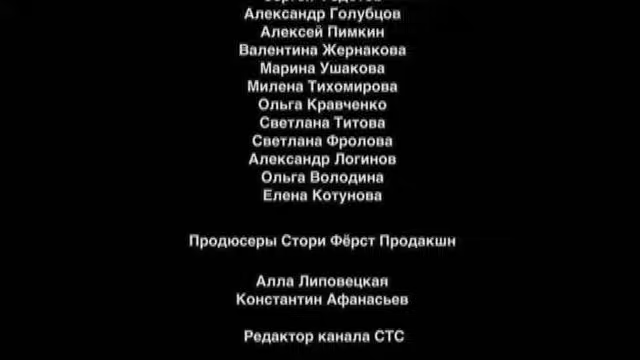 Александр Голубцов
Алексей Пимкин
Валентина Жернакова
Марина Ушакова
Милена Тихомирова
Ольга Кравченко
Светлана Титова
Светлана Фролова
Александр Логинов
Ольга Володина
Елена Котунова
Продюсеры Стори Фёрст Продакшн
Алла Липовецкая
Константин Афанасьев
Редактор канала СТС